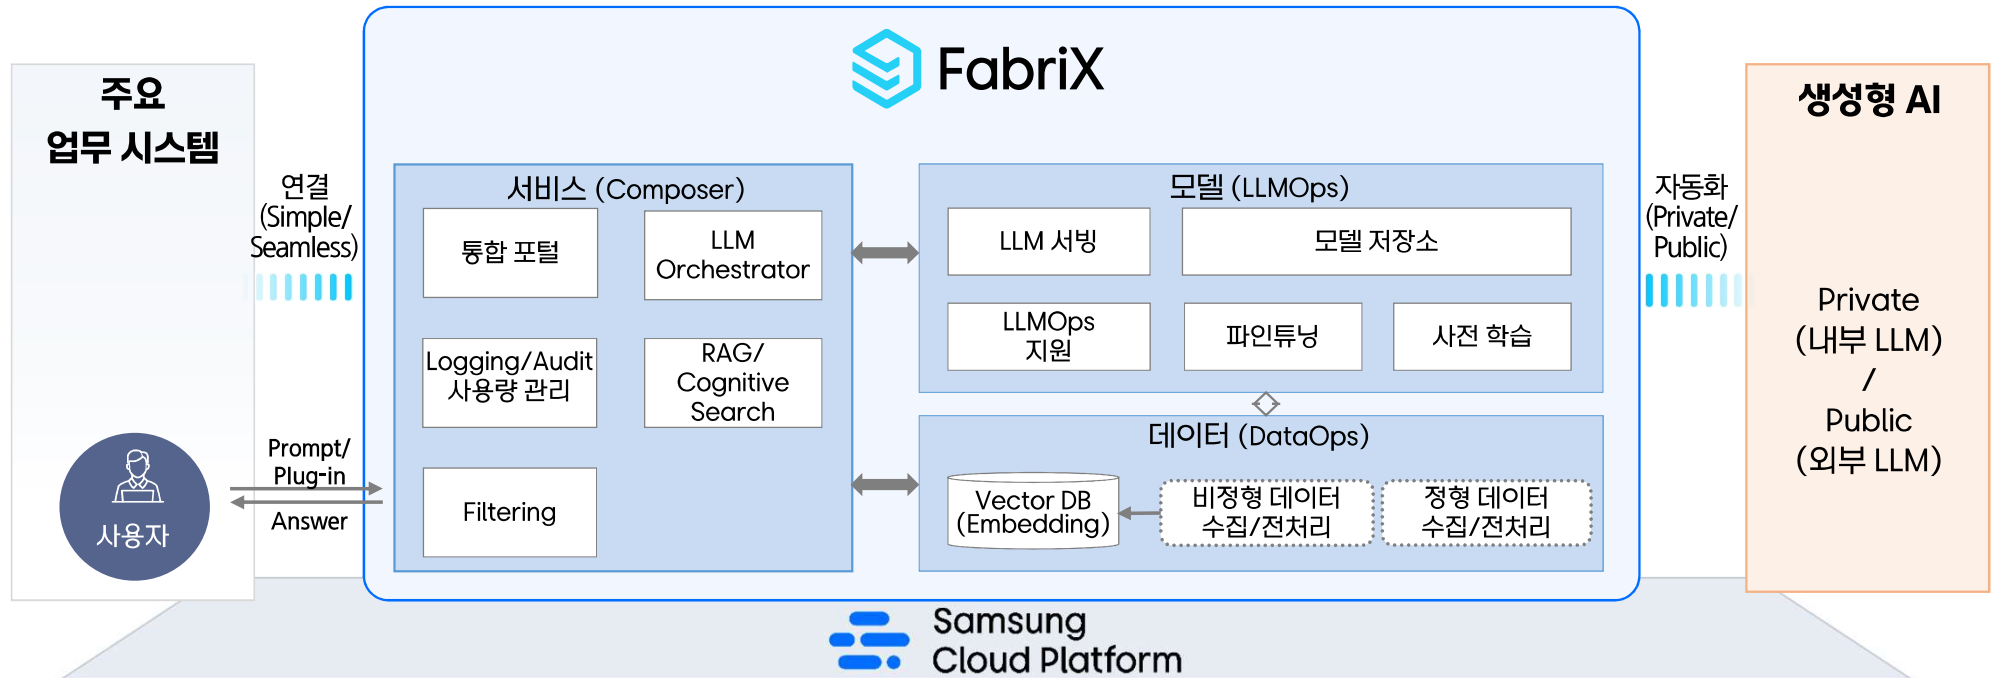 FabriX
주요
업무 시스템
생성형 AI
연결
(Simple/
Seamless)
서비스 (Composer)
통합 포털
LLM
Orchestrator
Logging/Audit
사용량 관리
RAG/
Cognitive
Search
Filtering
모델 (LLMOps)
LLM 서빙
모델 저장소
LLMOps
지원
파인튜닝
사전 학습
데이터 (DataOps)
Vector DB
(Embedding)
비정형 데이터
수집/전처리
정형 데이터
수집/전처리
자동화
(Private/
Public)
Private
(내부 LLM)
/
Public
(외부 LLM)
Prompt/
Plug-in
Answer
사용자
Samsung
Cloud Platform